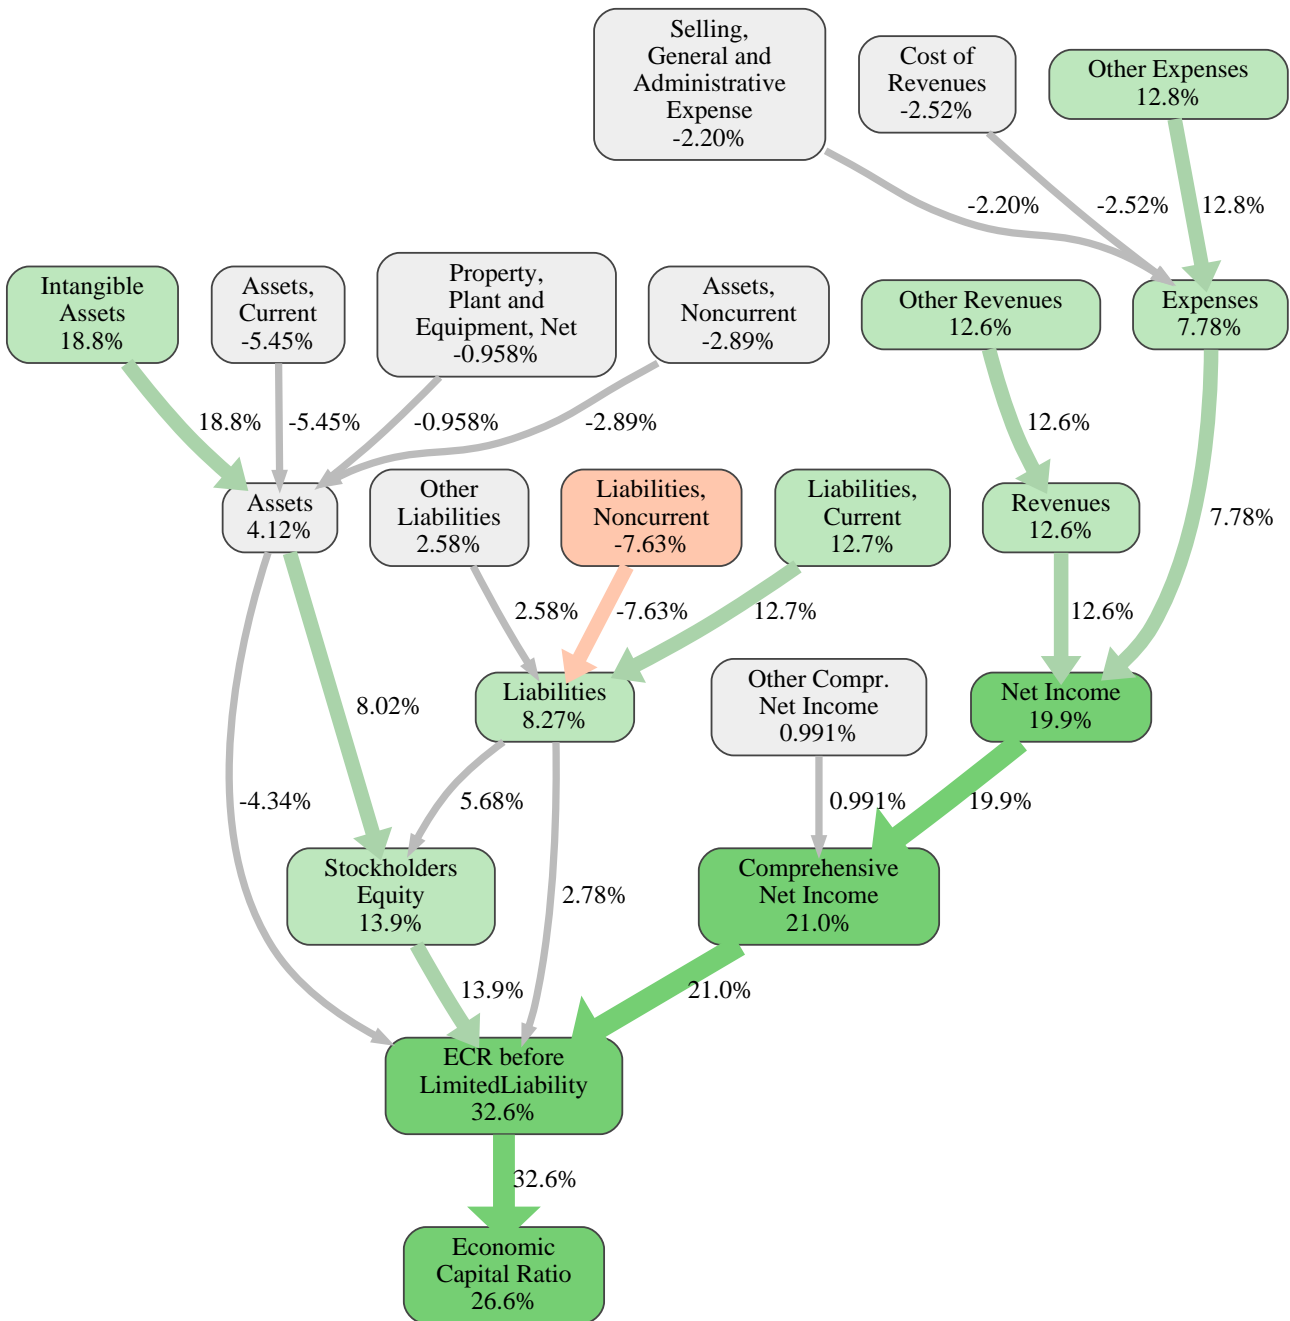 Selling,
General and
Administrative
Expense
-2.20%
Cost of
Revenues
-2.52%
Other Expenses
12.8%
-2.20%
-2.52%
12.8%
Intangible
Assets
18.8%
Assets,
Current
-5.45%
Property,
Plant and
Equipment, Net
-0.958%
Assets,
Noncurrent
-2.89%
Other Revenues
12.6%
Expenses
7.78%
18.8%
-5.45%
-0.958%
-2.89%
12.6%
7.78%
Assets
4.12%
Other
Liabilities
2.58%
Liabilities,
Noncurrent
-7.63%
Liabilities,
Current
12.7%
Revenues
12.6%
2.58%
-7.63%
12.7%
12.6%
8.02%
Liabilities
8.27%
Other Compr.
Net Income
0.991%
Net Income
19.9%
-4.34%
5.68%
0.991%
19.9%
Stockholders
Equity
13.9%
2.78%
Comprehensive
Net Income
21.0%
13.9%
21.0%
ECR before
LimitedLiability
32.6%
32.6%
Economic
Capital Ratio
26.6%